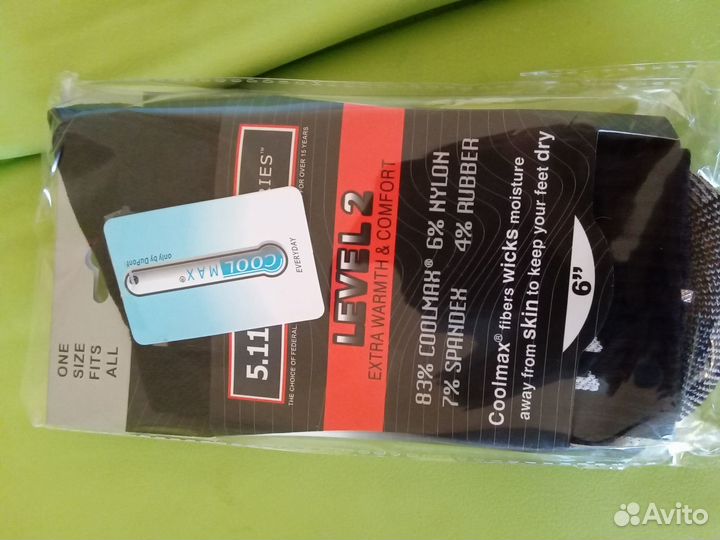 ONE
SIZE
FITS
ALL
5.11
IES™
THE CHOICE OF FEDERAL
FOR OVER 15 YEARS
COOLMAX®
only by DuPont
EVERYDAY
LEVEL 2
EXTRA WARMTH & COMFORT
83% COOLMAX® 6% NYLON
7% SPANDEX 4% RUBBER
Coolmax® fibers wicks moisture
away from skin to keep your feet dry
6"
Avito